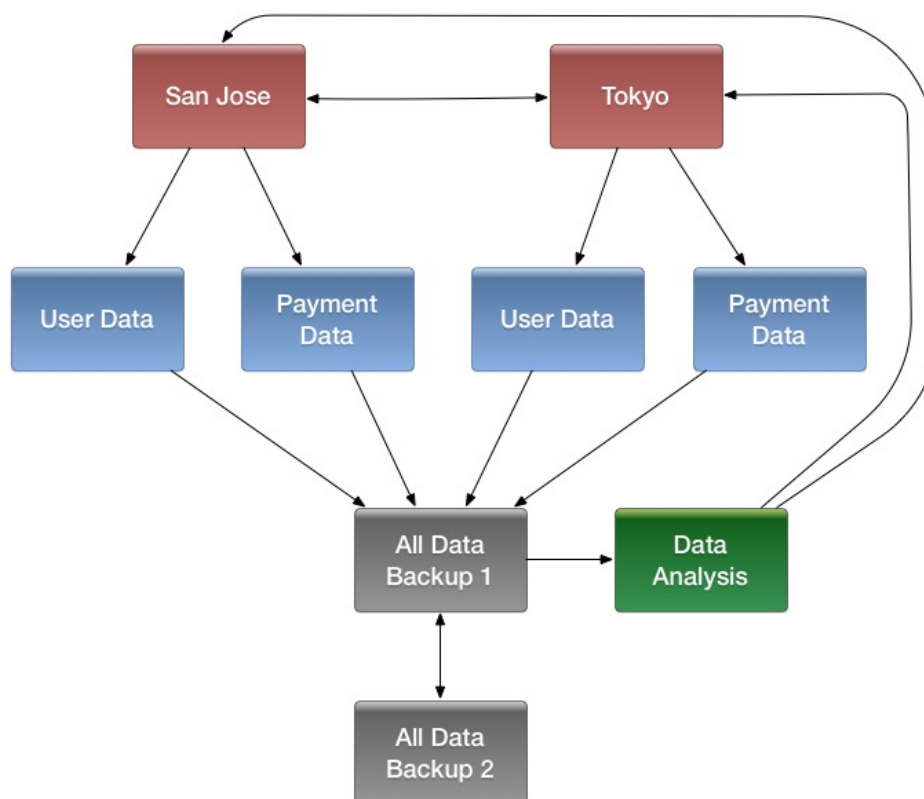 San Jose
Tokyo
User Data
Payment
Data
User Data
Payment
Data
All Data
Backup 1
Data
Analysis
All Data
Backup 2